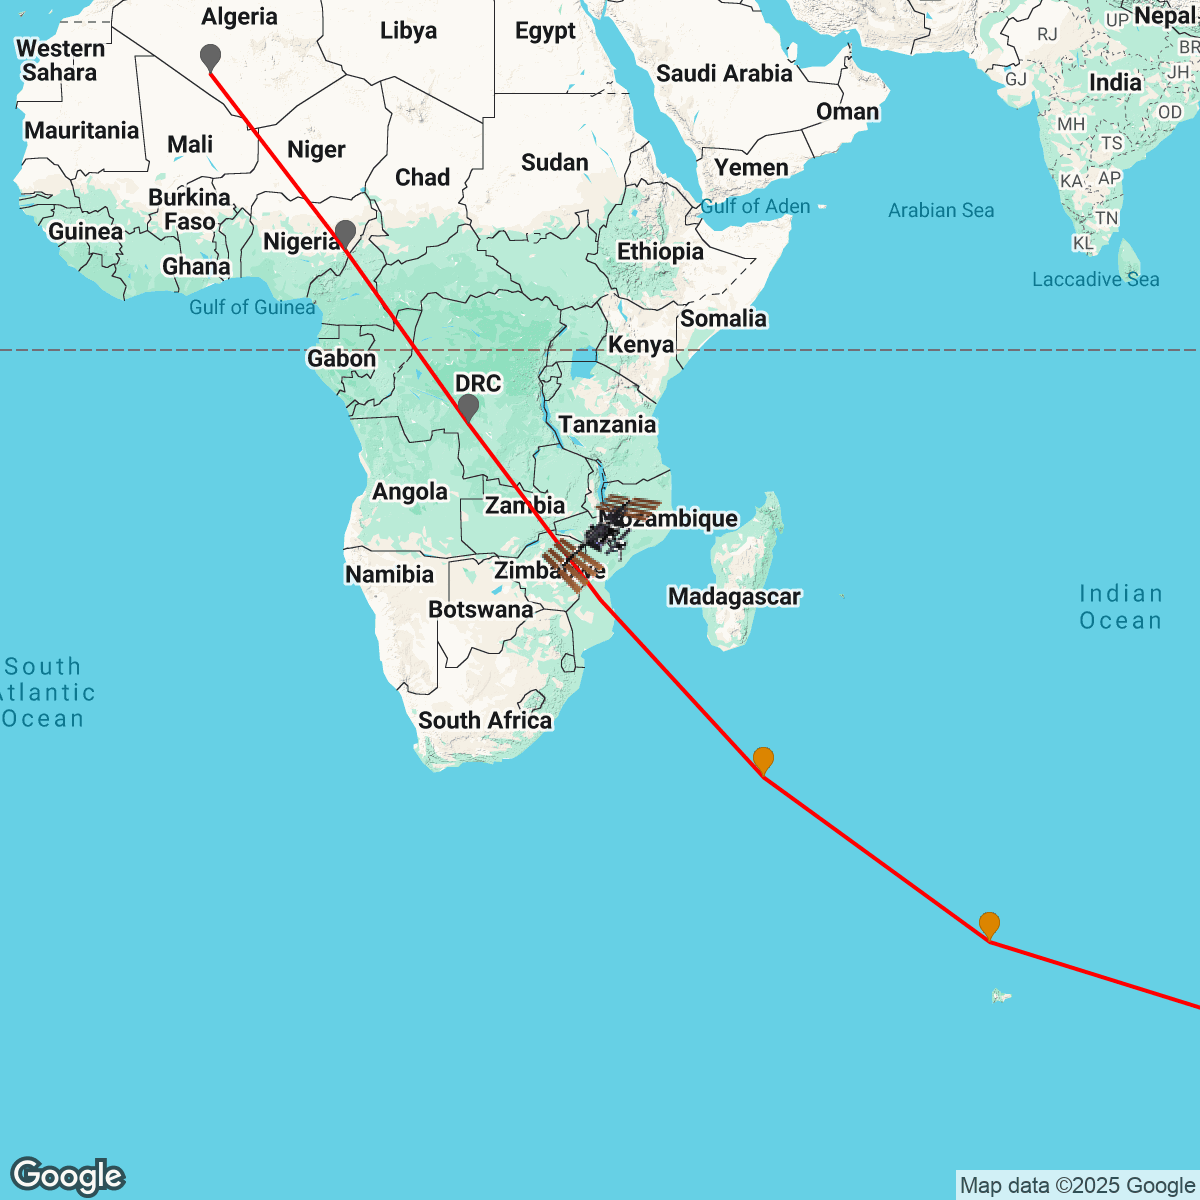 Algeria
Libya
Egypt
Nepal
UP
RJ
BR
Western
Sahara
Saudi Arabia
GJ
India
JH
Oman
OD
Mauritania
Mali
Niger
Chad
Sudan
Yemen
MH
TS
KA
AP
Burkina
Faso
Gulf of Aden
Arabian Sea
TN
Guinea
Nigeria
Ethiopia
KL
Ghana
Laccadive Sea
Gulf of Guinea
Somalia
Gabon
Kenya
DRC
Tanzania
Angola
Zambia
Mozambique
Namibia
Zimbabwe
Botswana
Madagascar
Indian
Ocean
South
Atlantic
Ocean
South Africa
Google
Map data ©2025 Google